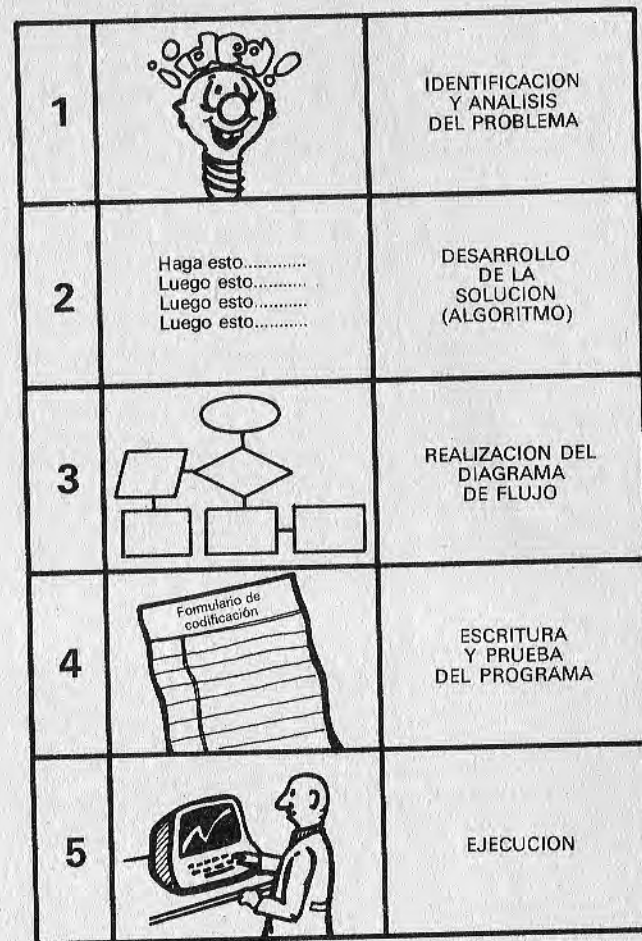 1
IDENTIFICACION
Y ANALISIS
DEL PROBLEMA
2
Haga esto.............
Luego esto............
Luego esto...........
Luego esto...........
DESARROLLO
DE LA
SOLUCION
(ALGORITMO)
3
REALIZACION DEL
DIAGRAMA
DE FLUJO
4
Formulario de
codificación
ESCRITURA
Y PRUEBA
DEL PROGRAMA
5
EJECUCION